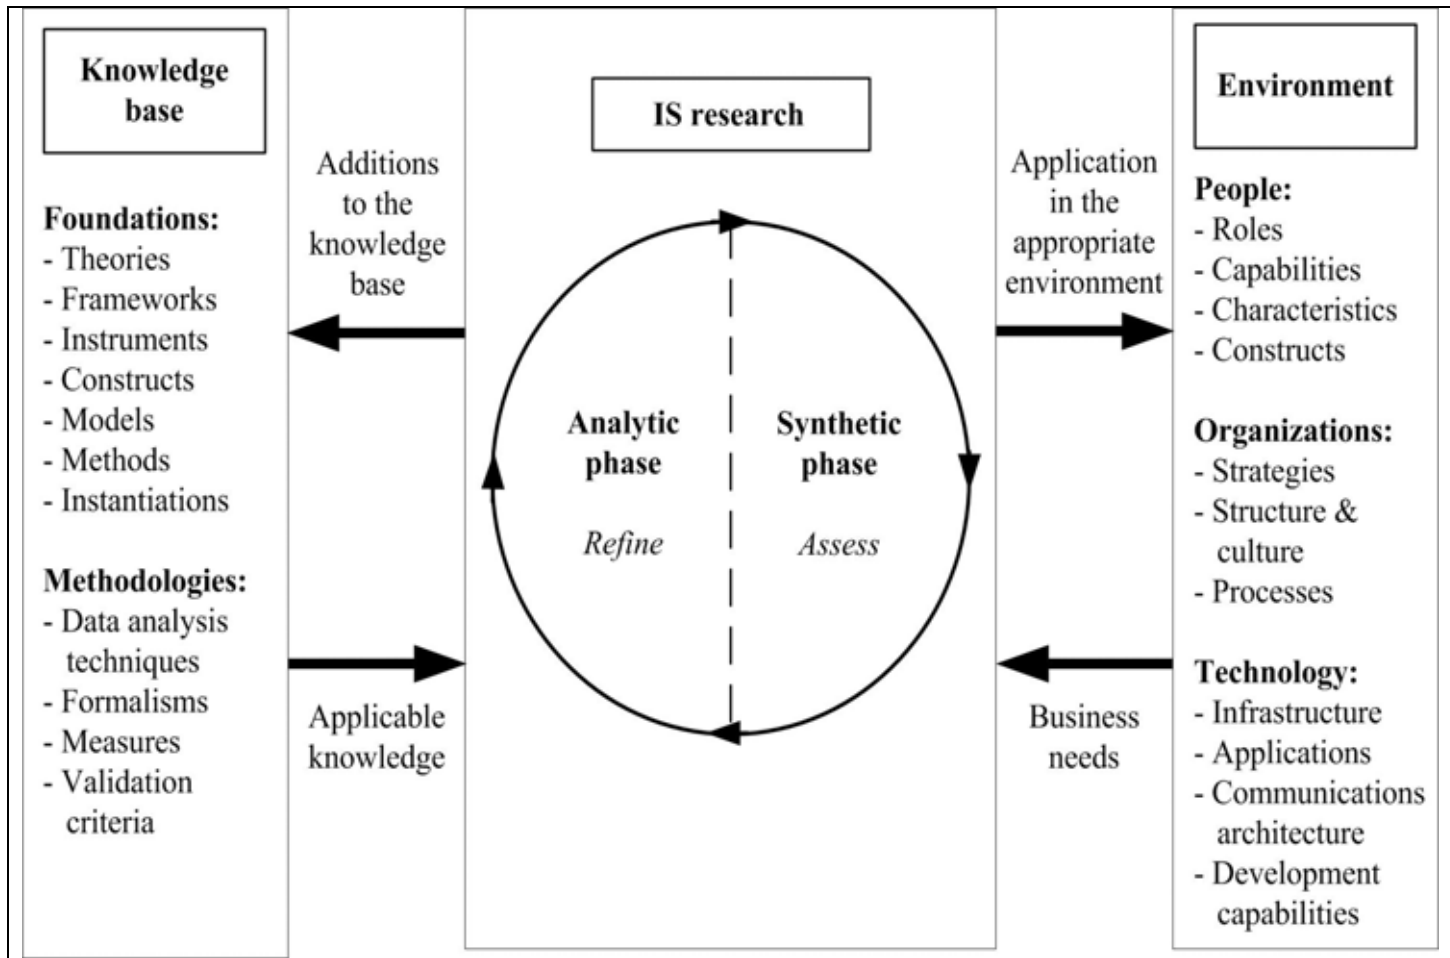 Knowledge
base
Foundations:
- Theories
- Frameworks
- Instruments
- Constructs
- Models
- Methods
- Instantiations
Methodologies:
- Data analysis
techniques
- Formalisms
- Measures
- Validation
criteria
Additions
to the
knowledge
base
Applicable
knowledge
IS research
Analytic
phase
Refine
Synthetic
phase
Assess
Application
in the
appropriate
environment
Business
needs
Environment
People:
- Roles
- Capabilities
- Characteristics
- Constructs
Organizations:
- Strategies
- Structure &
culture
- Processes
Technology:
- Infrastructure
- Applications
- Communications
architecture
- Development
capabilities